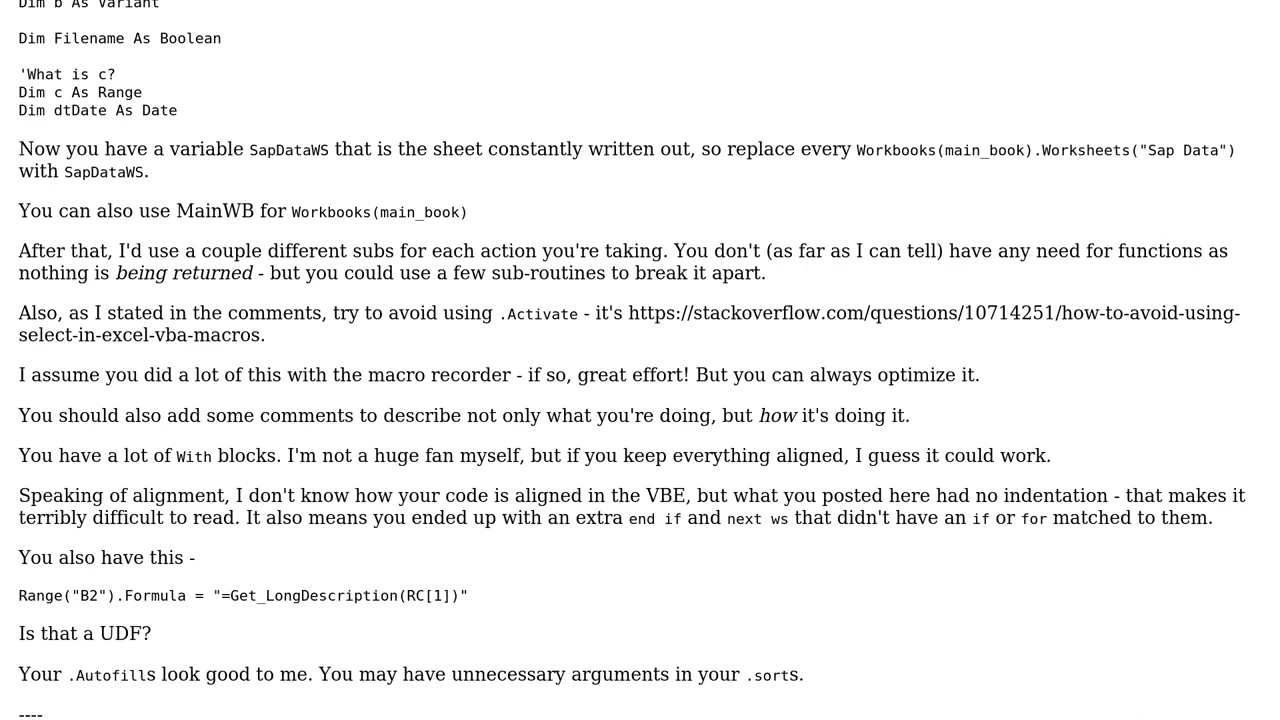 Dim b As Variant
Dim Filename As Boolean
'What is c?
Dim c As Range
Dim dtDate As Date
Now you have a variable SapDataWS that is the sheet constantly written out, so replace every Workbooks(main_book).Worksheets("Sap Data")
with SapDataWS.
You can also use MainWB for Workbooks(main_book)
After that, I'd use a couple different subs for each action you're taking. You don't (as far as I can tell) have any need for functions as
nothing is being returned - but you could use a few sub-routines to break it apart.
Also, as I stated in the comments, try to avoid using .Activate - it's https://stackoverflow.com/questions/10714251/how-to-avoid-using-
select-in-excel-vba-macros.
I assume you did a lot of this with the macro recorder - if so, great effort! But you can always optimize it.
You should also add some comments to describe not only what you're doing, but how it's doing it.
You have a lot of With blocks. I'm not a huge fan myself, but if you keep everything aligned, I guess it could work.
Speaking of alignment, I don't know how your code is aligned in the VBE, but what you posted here had no indentation - that makes it
terribly difficult to read. It also means you ended up with an extra end if and next ws that didn't have an if or for matched to them.
You also have this -
Range("B2").Formula = "=Get_LongDescription(RC[1])"
Is that a UDF?
Your .Autofills look good to me. You may have unnecessary arguments in your .sorts.
----